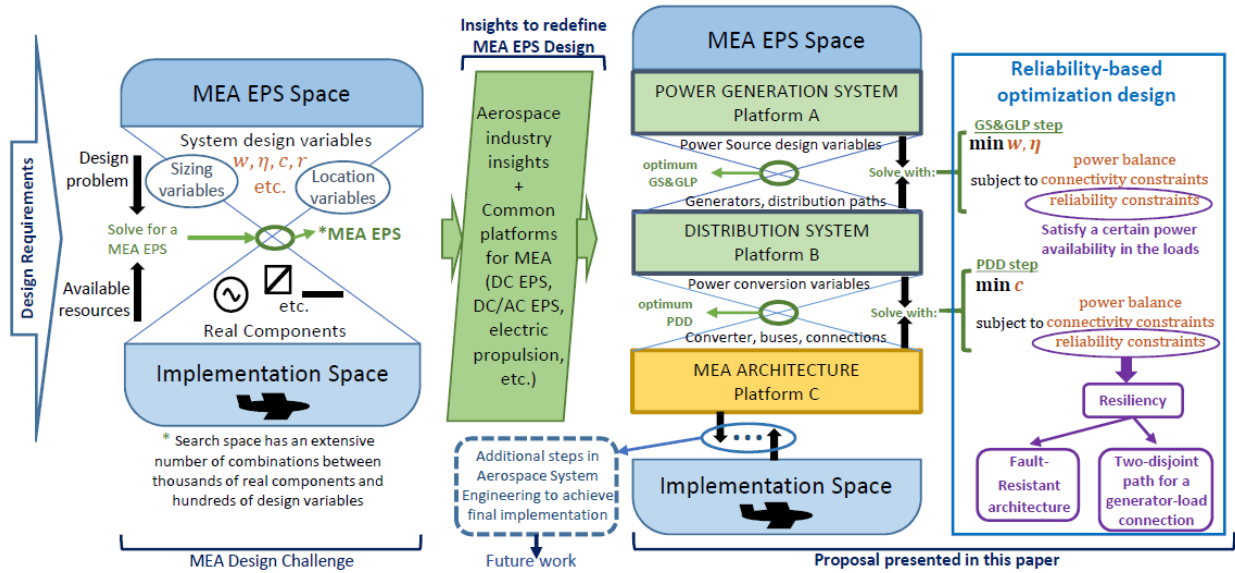 Design Requirements
MEA EPS Space
System design variables
w, η, c, r
etc.
Sizing
variables
Location
variables
Design
problem
Solve for a
MEA EPS
*MEA EPS
Available
resources
etc.
Real Components
Implementation Space
* Search space has an extensive
number of combinations between
thousands of real components and
hundreds of design variables
MEA Design Challenge
Insights to redefine
MEA EPS Design
Aerospace
industry
insights
+
Common
platforms
for MEA
(DC EPS,
DC/AC EPS,
electric
propulsion,
etc.)
Additional steps in
Aerospace System
Engineering to achieve
final implementation
Future work
MEA EPS Space
POWER GENERATION SYSTEM
Platform A
Power Source design variables
optimum
GS&GLP
Solve with:
Generators, distribution paths
DISTRIBUTION SYSTEM
Platform B
Power conversion variables
optimum
PDD
Solve with:
Converter, buses, connections
MEA ARCHITECTURE
Platform C
Implementation Space
Reliability-based
optimization design
GS&GLP step
min w, η
power balance
subject to connectivity constraints
reliability constraints
Satisfy a certain power
availability in the loads
PDD step
min c
power balance
subject to connectivity constraints
reliability constraints
Resiliency
Fault-
Resistant
architecture
Two-disjoint
path for a
generator-load
connection
Proposal presented in this paper